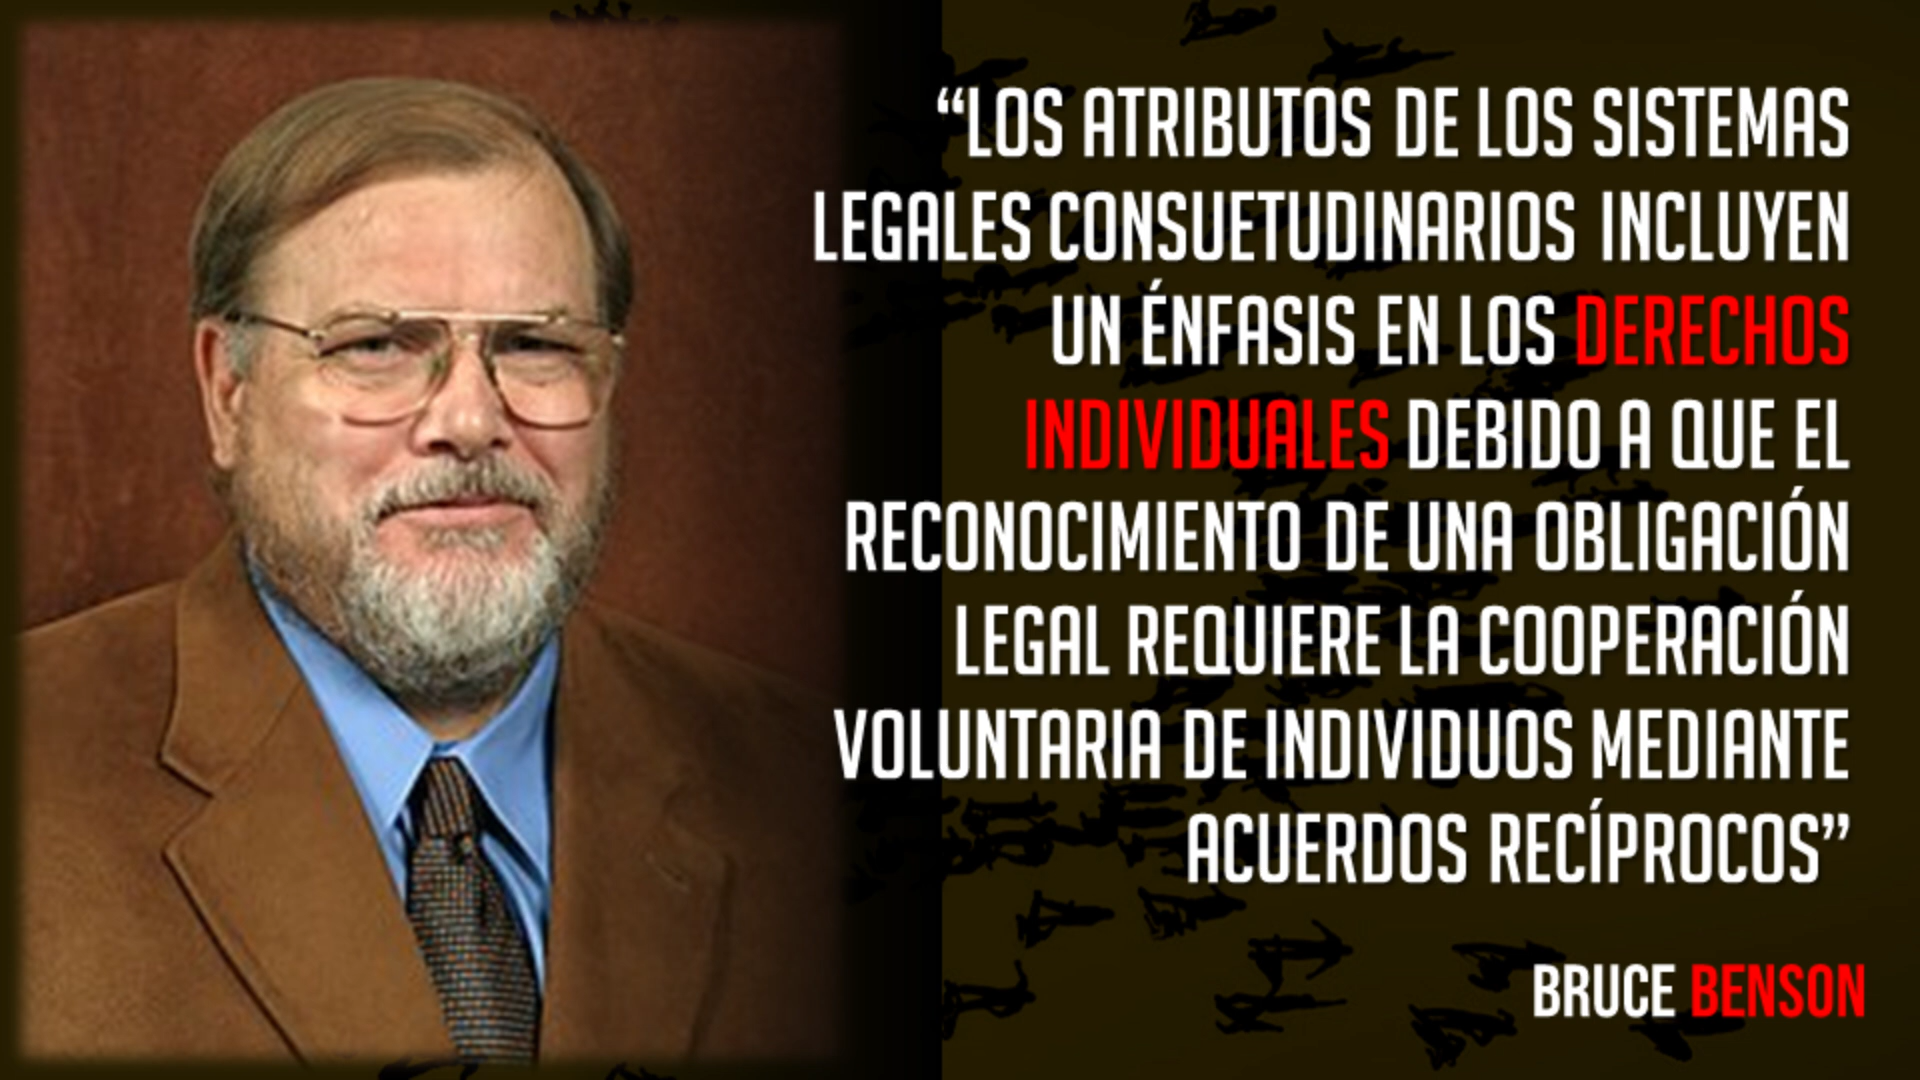 “LOS ATRIBUTOS DE LOS SISTEMAS
LEGALES CONSUETUDINARIOS INCLUYEN
UN ÉNFASIS EN LOS DERECHOS
INDIVIDUALES DEBIDO A QUE EL
RECONOCIMIENTO DE UNA OBLIGACIÓN
LEGAL REQUIERE LA COOPERACIÓN
VOLUNTARIA DE INDIVIDUOS MEDIANTE
ACUERDOS RECÍPROCOS”
BRUCE BENSON